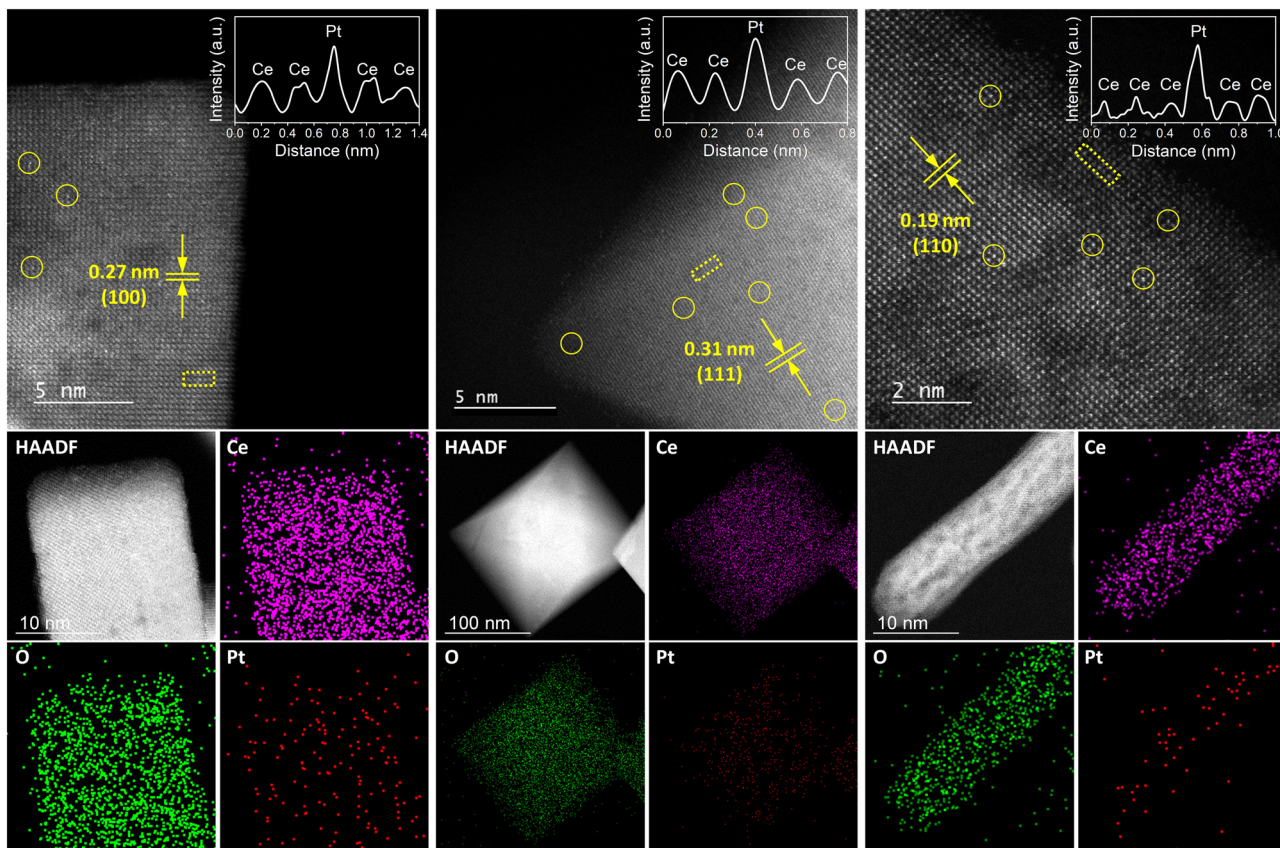 Intensity (a.u.)
Pt
Ce
Ce
Ce
Ce
0.0 0.2 0.4 0.6 0.8 1.0 1.2 1.4
Distance (nm)
0.27 nm
(100)
5 nm
Intensity (a.u.)
Pt
Ce
Ce
Ce
Ce
0.0 0.2 0.4 0.6 0.8
Distance (nm)
0.31 nm
(111)
5 nm
Intensity (a.u.)
Pt
Ce
Ce
Ce
Ce
Ce
0.0 0.2 0.4 0.6 0.8 1.0
Distance (nm)
0.19 nm
(110)
2 nm
HAADF
10 nm
Ce
HAADF
100 nm
Ce
HAADF
10 nm
Ce
O
Pt
O
Pt
O
Pt